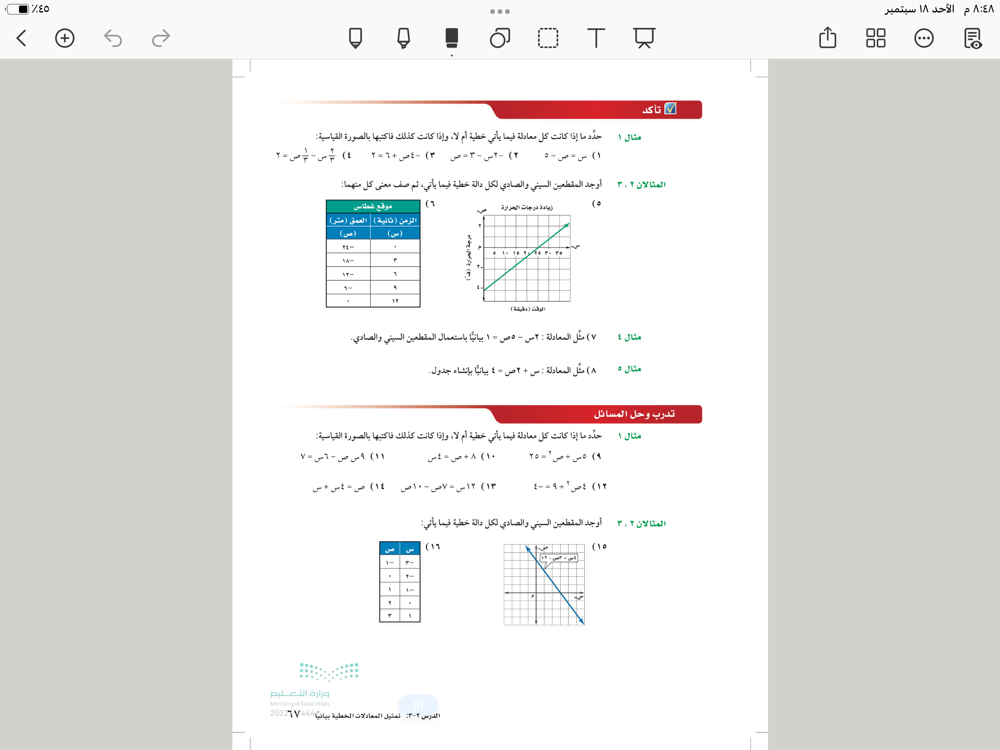 ٨:٤٨ م الأحد ١٨ سبتمبر
٪٤٥
تأكد
مثال ١ حدِّد ما إذا كانت كل معادلة فيما يأتي خطية أم لا، وإذا كانت كذلك فاكتبها بالصورة القياسية:
١) س = ص – ٥ ٢) –٢س – ٣ = ص ٣) –٤ص + ٦ = ٢ ٤) ٢/٣ س – ١/٣ ص = ٢
المثالان ٢ ، ٣ أوجد المقطعين السيني والصادي لكل دالة خطية فيما يأتي، ثم صف معنى كل منهما:
٥)
زيادة درجات الحرارة
ص
٢
م
-٢
-٤
٥ ١٠ ١٥ ٢٠ ٢٥ ٣٠ ٣٥
س
درجة الحرارة (ف°)
الوقت (دقيقة)
٦)
موقع غطاس
الزمن (ثانية) العمق (متر)
(س) (ص)
٠ –٢٤
٣ –١٨
٦ –١٢
٩ –٦
١٢ ٠
مثال ٤ ٧) مثِّل المعادلة : ٢س – ٥ص = ١ بيانيًّا باستعمال المقطعين السيني والصادي.
مثال ٥ ٨) مثِّل المعادلة : س + ٢ص = ٤ بيانيًّا بإنشاء جدول.
تدرب وحل المسائل
مثال ١ حدِّد ما إذا كانت كل معادلة فيما يأتي خطية أم لا، وإذا كانت كذلك فاكتبها بالصورة القياسية:
٩) ٥س + ص٢ = ٢٥ ١٠) ٨ + ص = ٤س ١١) ٩س ص – ٦س = ٧
١٢) ٤ص٢ + ٩ = –٤ ١٣) ١٢س = ٧ص – ١٠ص ١٤) ص = ٤س + س
المثالان ٢ ، ٣ أوجد المقطعين السيني والصادي لكل دالة خطية فيما يأتي:
١٥)
ص
٤س + ٣ص = ١٢
م
س
١٦)
س ص
–٣ –١
–٢ ٠
–١ ١
٠ ٢
١ ٣
وزارة التعليم
Ministry of Education
2022 - 1444
الدرس ٢-٣: تمثيل المعادلات الخطية بيانيًّا ٦٧